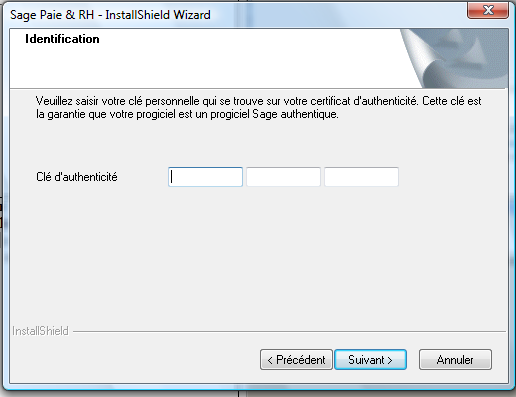 Sage Paie & RH - InstallShield Wizard
Identification
Veuillez saisir votre clé personnelle qui se trouve sur votre certificat d'authenticité. Cette clé est
la garantie que votre progiciel est un progiciel Sage authentique.
Clé d'authenticité
InstallShield
< Précédent Suivant > Annuler